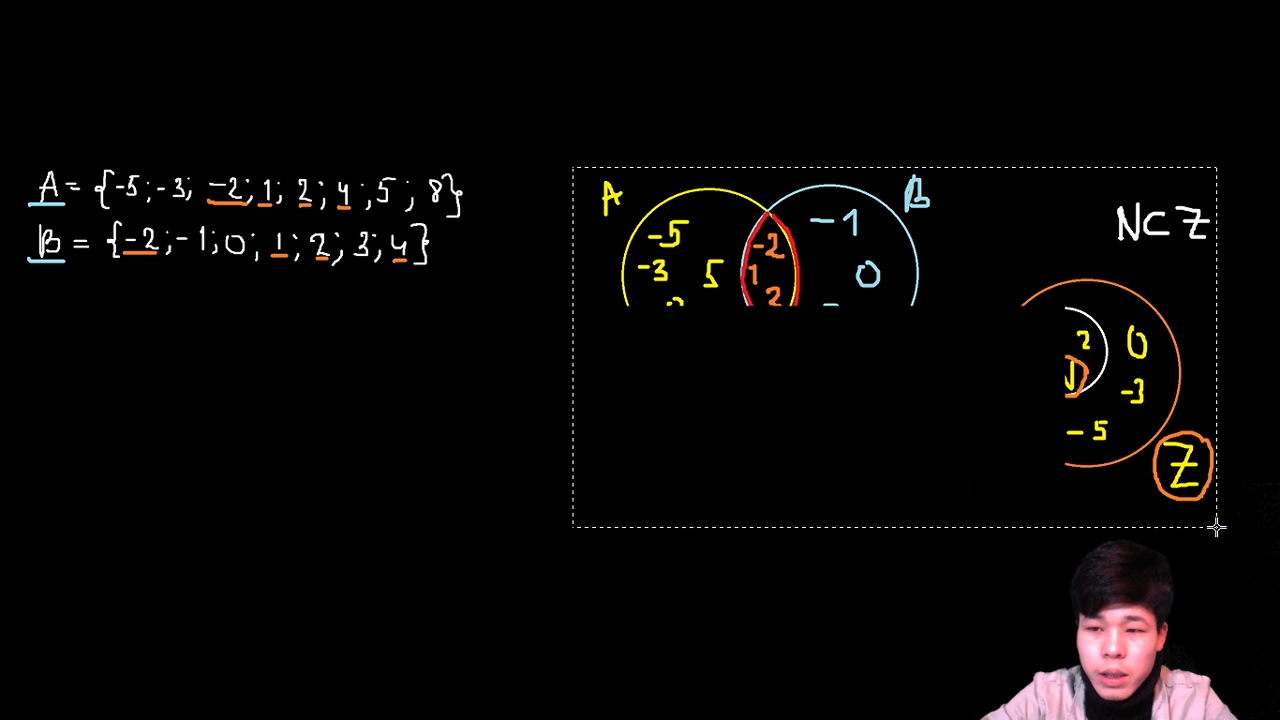 A = {-5; -3; -2; 1; 2; 4; 5; 8}
B = {-2; -1; 0; 1; 2; 3; 4}
A
B
-5
-3
5
-2
1
2
-1
0
N ⊂ Z
2
0
-3
-5
Z